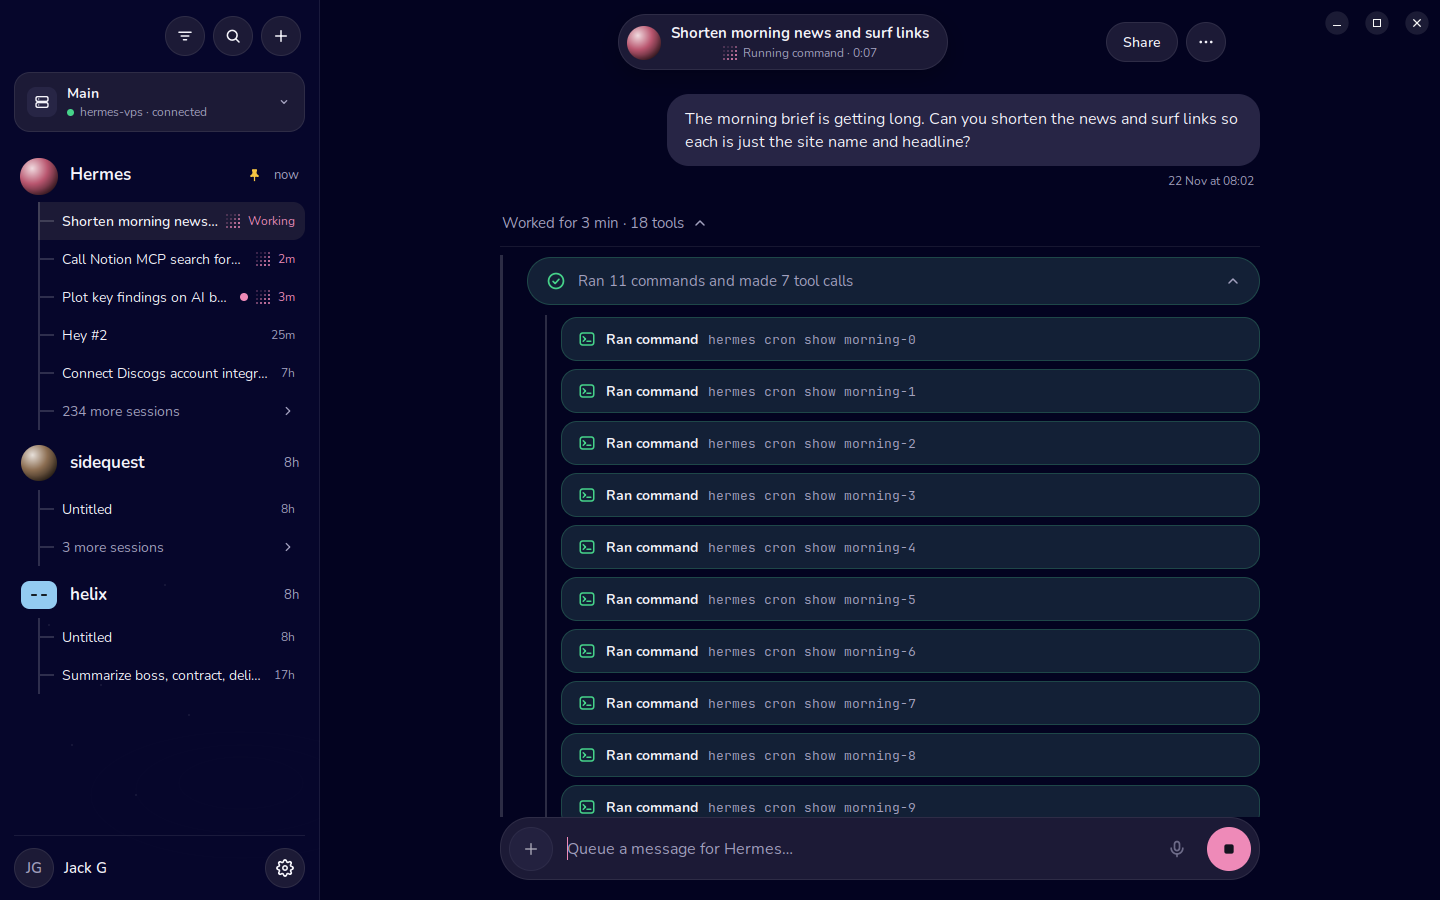 Main
hermes-vps · connected
Hermes
now
Shorten morning news...
Working
Call Notion MCP search for...
2m
Plot key findings on AI b...
3m
Hey #2
25m
Connect Discogs account integr...
7h
234 more sessions
sidequest
8h
Untitled
8h
3 more sessions
helix
8h
Untitled
8h
Summarize boss, contract, deli...
17h
JG
Jack G
Shorten morning news and surf links
Running command · 0:07
Share
The morning brief is getting long. Can you shorten the news and surf links so
each is just the site name and headline?
22 Nov at 08:02
Worked for 3 min · 18 tools
Ran 11 commands and made 7 tool calls
Ran command hermes cron show morning-0
Ran command hermes cron show morning-1
Ran command hermes cron show morning-2
Ran command hermes cron show morning-3
Ran command hermes cron show morning-4
Ran command hermes cron show morning-5
Ran command hermes cron show morning-6
Ran command hermes cron show morning-7
Ran command hermes cron show morning-8
Ran command hermes cron show morning-9
Queue a message for Hermes...